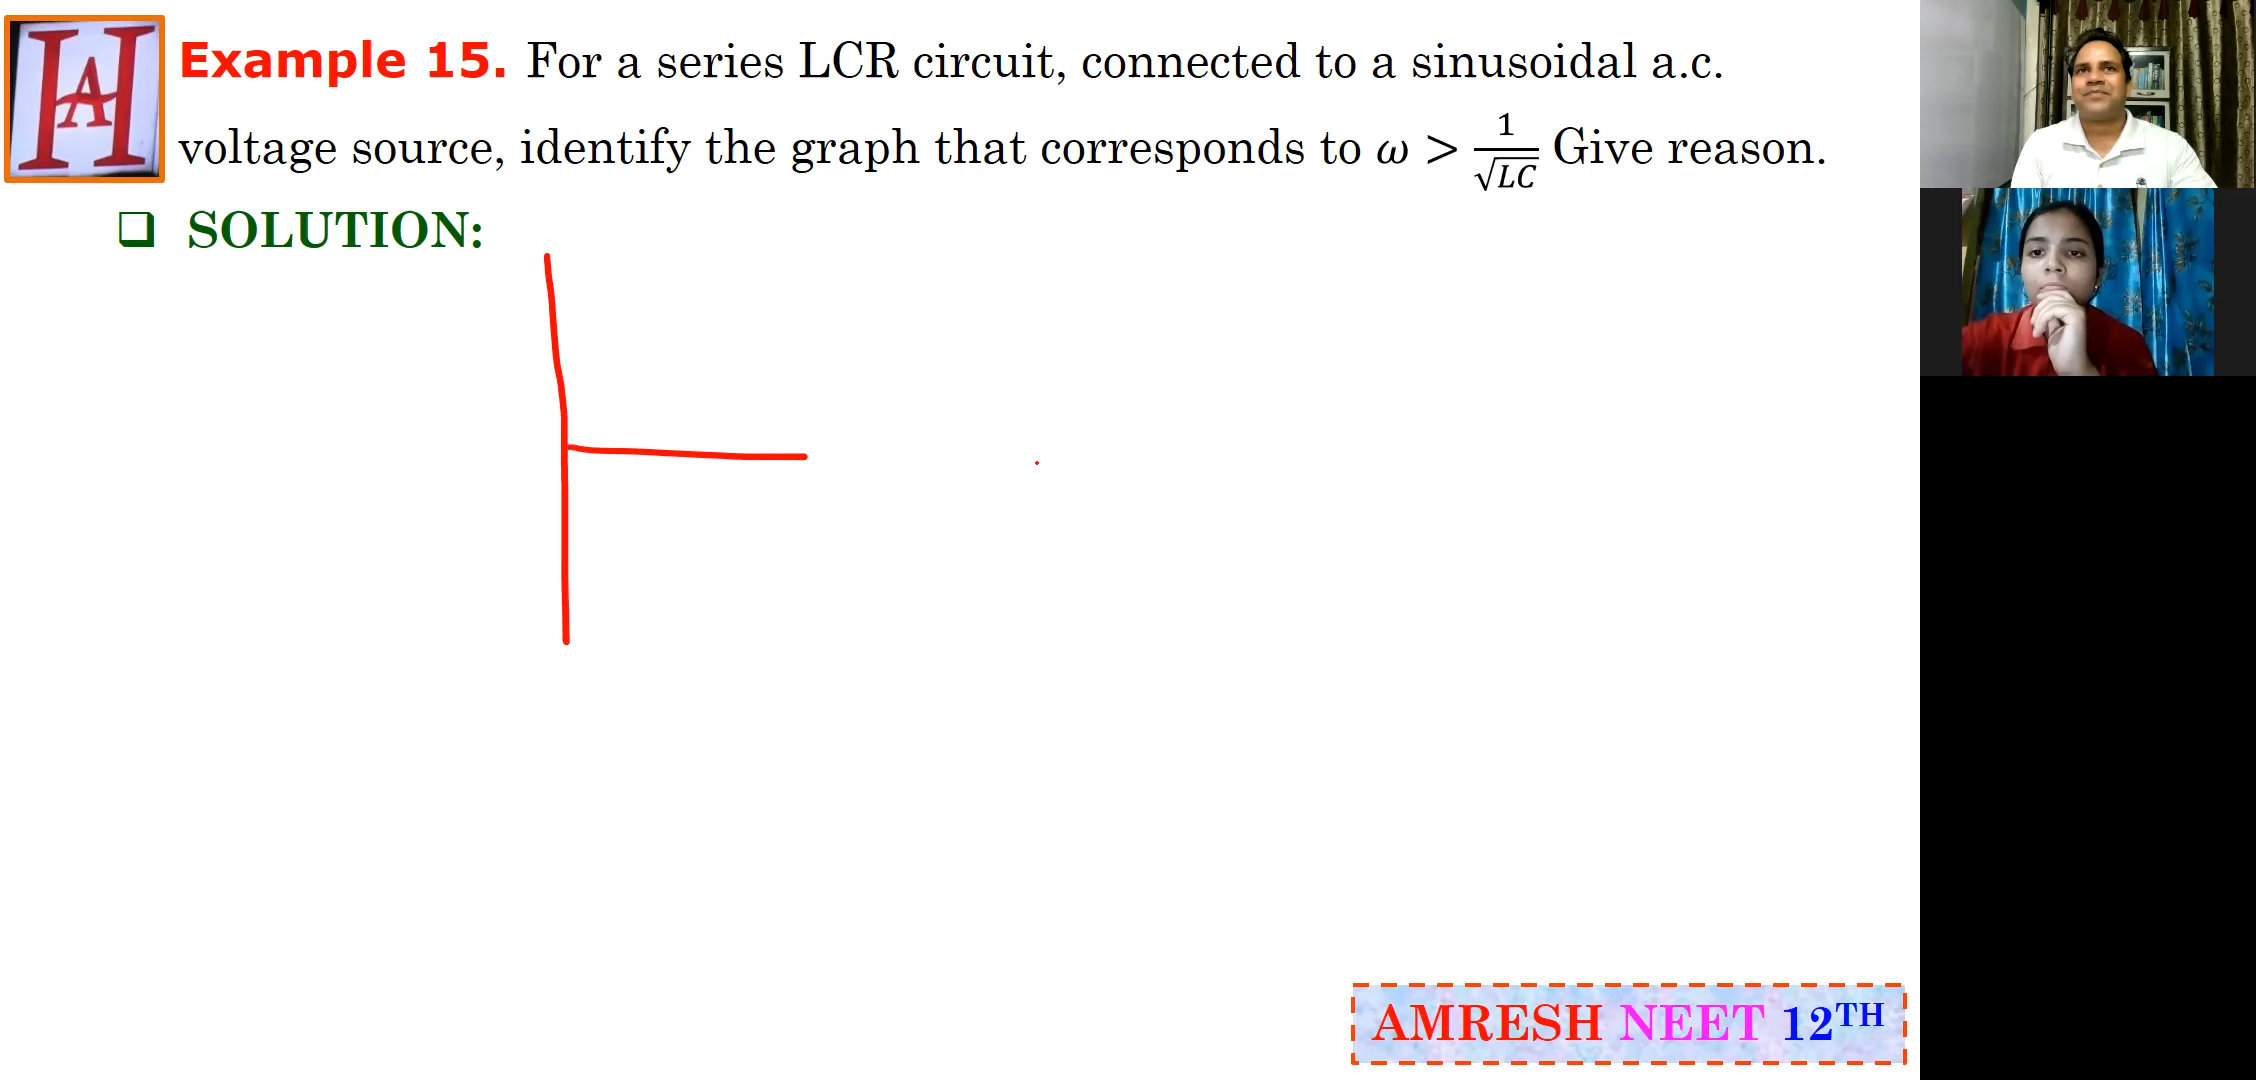 HA
Example 15. For a series LCR circuit, connected to a sinusoidal a.c.
voltage source, identify the graph that corresponds to ω > 1/√LC Give reason.
❑ SOLUTION:
AMRESH NEET 12TH